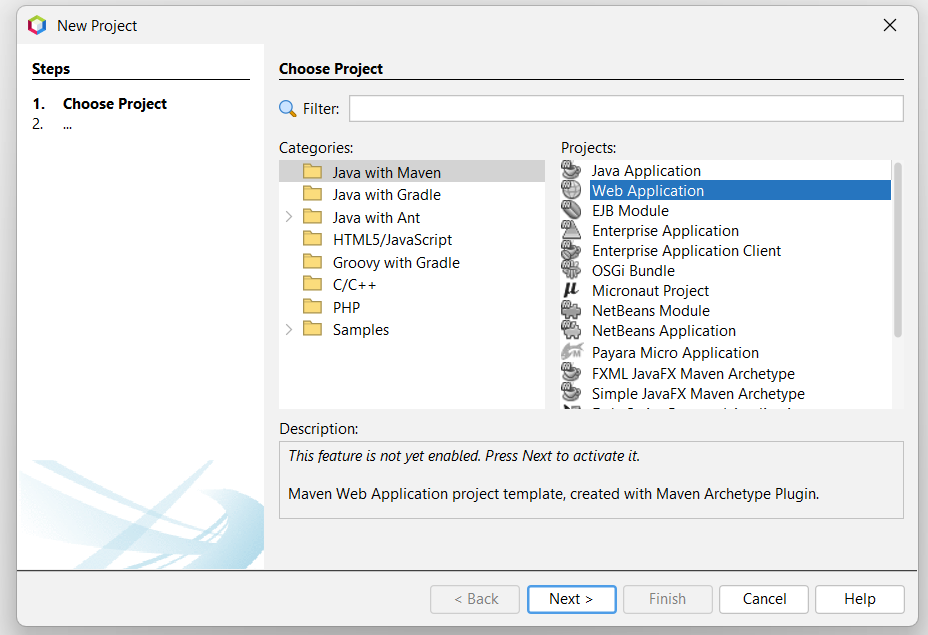 New Project
Steps
1. Choose Project
2. ...
Choose Project
Filter:
Categories:
Java with Maven
Java with Gradle
Java with Ant
HTML5/JavaScript
Groovy with Gradle
C/C++
PHP
Samples
Projects:
Java Application
Web Application
EJB Module
Enterprise Application
Enterprise Application Client
OSGi Bundle
Micronaut Project
NetBeans Module
NetBeans Application
Payara Micro Application
FXML JavaFX Maven Archetype
Simple JavaFX Maven Archetype
Description:
This feature is not yet enabled. Press Next to activate it.
Maven Web Application project template, created with Maven Archetype Plugin.
< Back Next > Finish Cancel Help